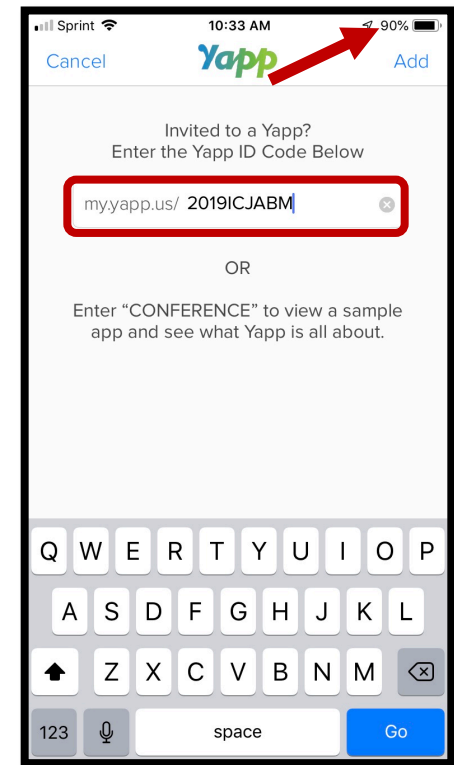 Sprint 10:33 AM 90%
Cancel Yapp Add
Invited to a Yapp?
Enter the Yapp ID Code Below
my.yapp.us/ 2019ICJABM
OR
Enter “CONFERENCE” to view a sample
app and see what Yapp is all about.
Q W E R T Y U I O P
A S D F G H J K L
Z X C V B N M
123 space Go